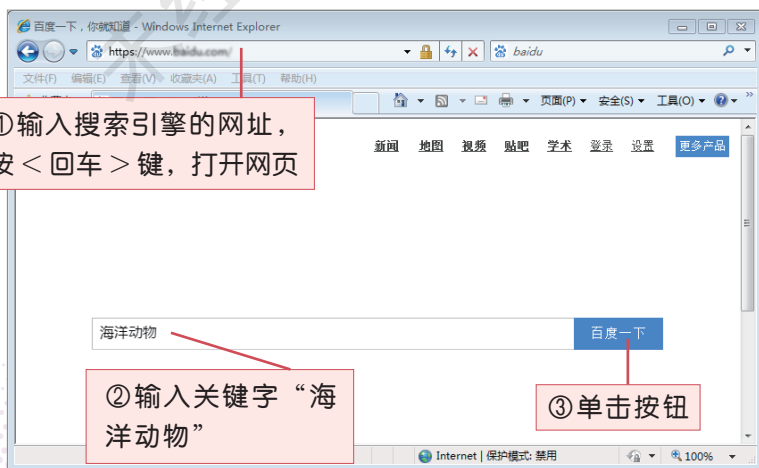 百度一下，你就知道 - Windows Internet Explorer
https://www.baidu.com/
baidu
文件(F) 编辑(E) 查看(V) 收藏夹(A) 工具(T) 帮助(H)
页面(P) 安全(S) 工具(O)
①输入搜索引擎的网址，
按＜回车＞键，打开网页
新闻 地图 视频 贴吧 学术 登录 设置 更多产品
海洋动物 百度一下
②输入关键字“海
洋动物”
③单击按钮
Internet | 保护模式: 禁用 100%